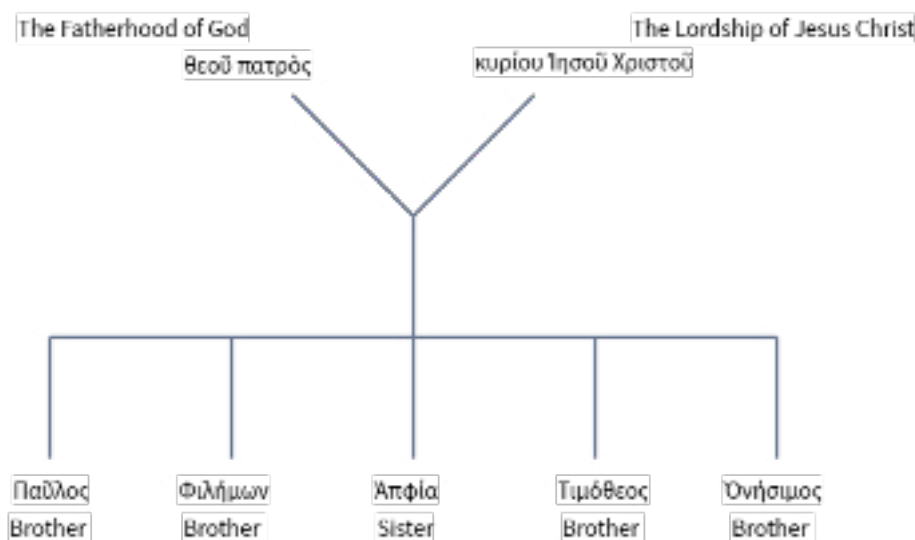 The Fatherhood of God
The Lordship of Jesus Christ
θεοῦ πατρὸς
κυρίου Ἰησοῦ Χριστοῦ
Παῦλος
Φιλήμων
Ἀπφία
Τιμόθεος
Ὀνήσιμος
Brother
Brother
Sister
Brother
Brother